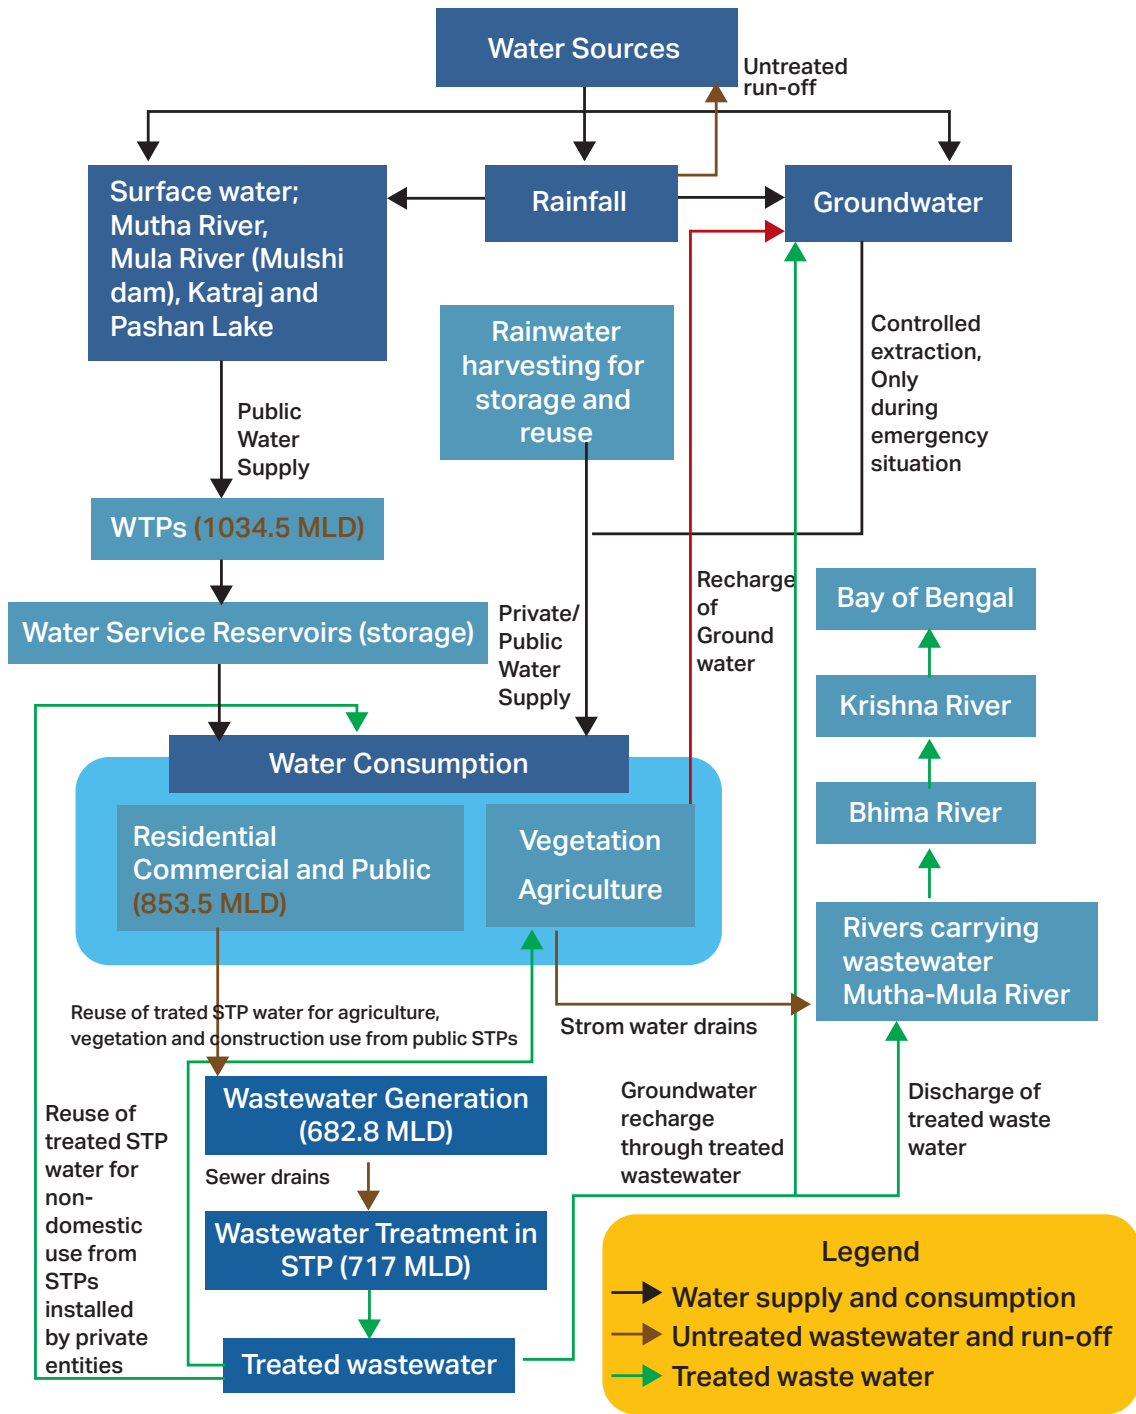 Water Sources
Untreated
run-off
Surface water;
Mutha River,
Mula River (Mulshi
dam), Katraj and
Pashan Lake
Rainfall
Groundwater
Rainwater
harvesting for
storage and
reuse
Controlled
extraction,
Only
during
emergency
situation
Public
Water
Supply
WTPs (1034.5 MLD)
Water Service Reservoirs (storage)
Private/
Public
Water
Supply
Recharge
of
Ground
water
Bay of Bengal
Krishna River
Bhima River
Rivers carrying
wastewater
Mutha-Mula River
Water Consumption
Residential
Commercial and Public
(853.5 MLD)
Vegetation
Agriculture
Reuse of trated STP water for agriculture,
vegetation and construction use from public STPs
Strom water drains
Wastewater Generation
(682.8 MLD)
Sewer drains
Wastewater Treatment in
STP (717 MLD)
Treated wastewater
Reuse of
treated STP
water for
non-
domestic
use from
STPs
installed
by private
entities
Groundwater
recharge
through treated
wastewater
Discharge of
treated waste
water
Legend
Water supply and consumption
Untreated wastewater and run-off
Treated waste water